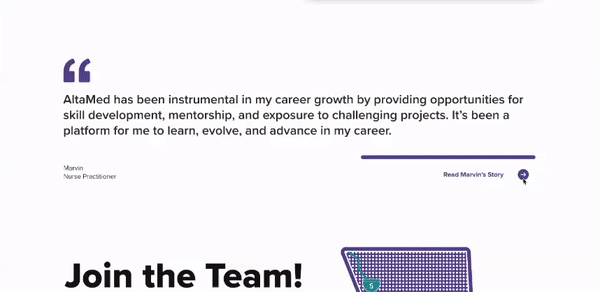 AltaMed has been instrumental in my career growth by providing opportunities for
skill development, mentorship, and exposure to challenging projects. It's been a
platform for me to learn, evolve, and advance in my career.
Marvin
Nurse Practitioner
Read Marvin's Story
Join the Team!
5